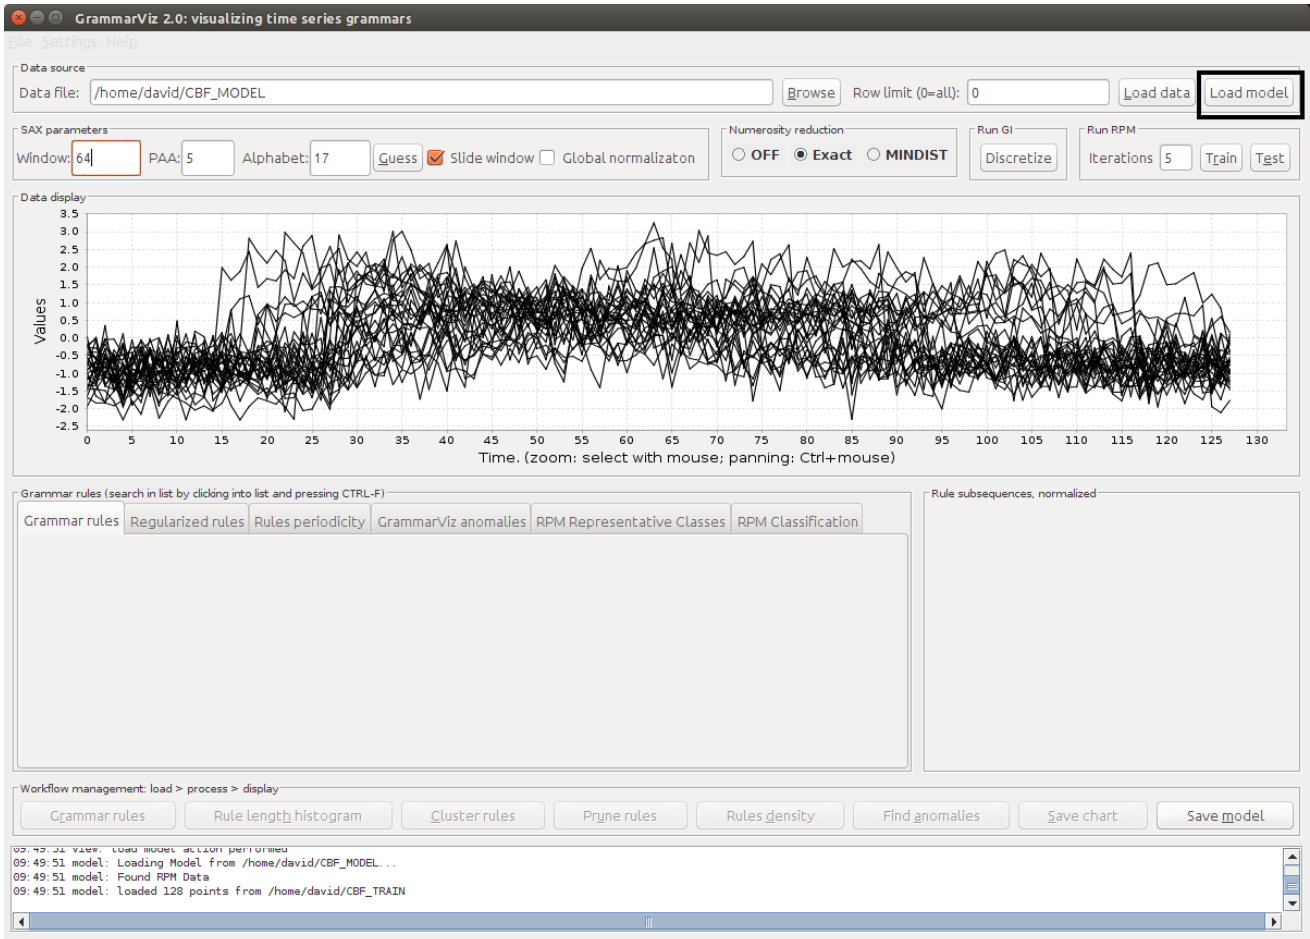 GrammarViz 2.0: visualizing time series grammars
File Settings Help
Data source
Data file: /home/david/CBF_MODEL Browse Row limit (0=all): 0 Load data Load model
SAX parameters Numerosity reduction Run GI Run RPM
Window: 64 PAA: 5 Alphabet: 17 Guess Slide window Global normalizaton OFF Exact MINDIST Discretize Iterations 5 Train Test
Data display
3.5
3.0
2.5
2.0
1.5
1.0
0.5
0.0
-0.5
-1.0
-1.5
-2.0
-2.5
Values
0 5 10 15 20 25 30 35 40 45 50 55 60 65 70 75 80 85 90 95 100 105 110 115 120 125 130
Time. (zoom: select with mouse; panning: Ctrl+mouse)
Grammar rules (search in list by clicking into list and pressing CTRL-F) Rule subsequences, normalized
Grammar rules Regularized rules Rules periodicity GrammarViz anomalies RPM Representative Classes RPM Classification
Workflow management: load > process > display
Grammar rules Rule length histogram Cluster rules Prune rules Rules density Find anomalies Save chart Save model
09:49:51 view: load model action performed
09:49:51 model: Loading Model from /home/david/CBF_MODEL...
09:49:51 model: Found RPM Data
09:49:51 model: loaded 128 points from /home/david/CBF_TRAIN